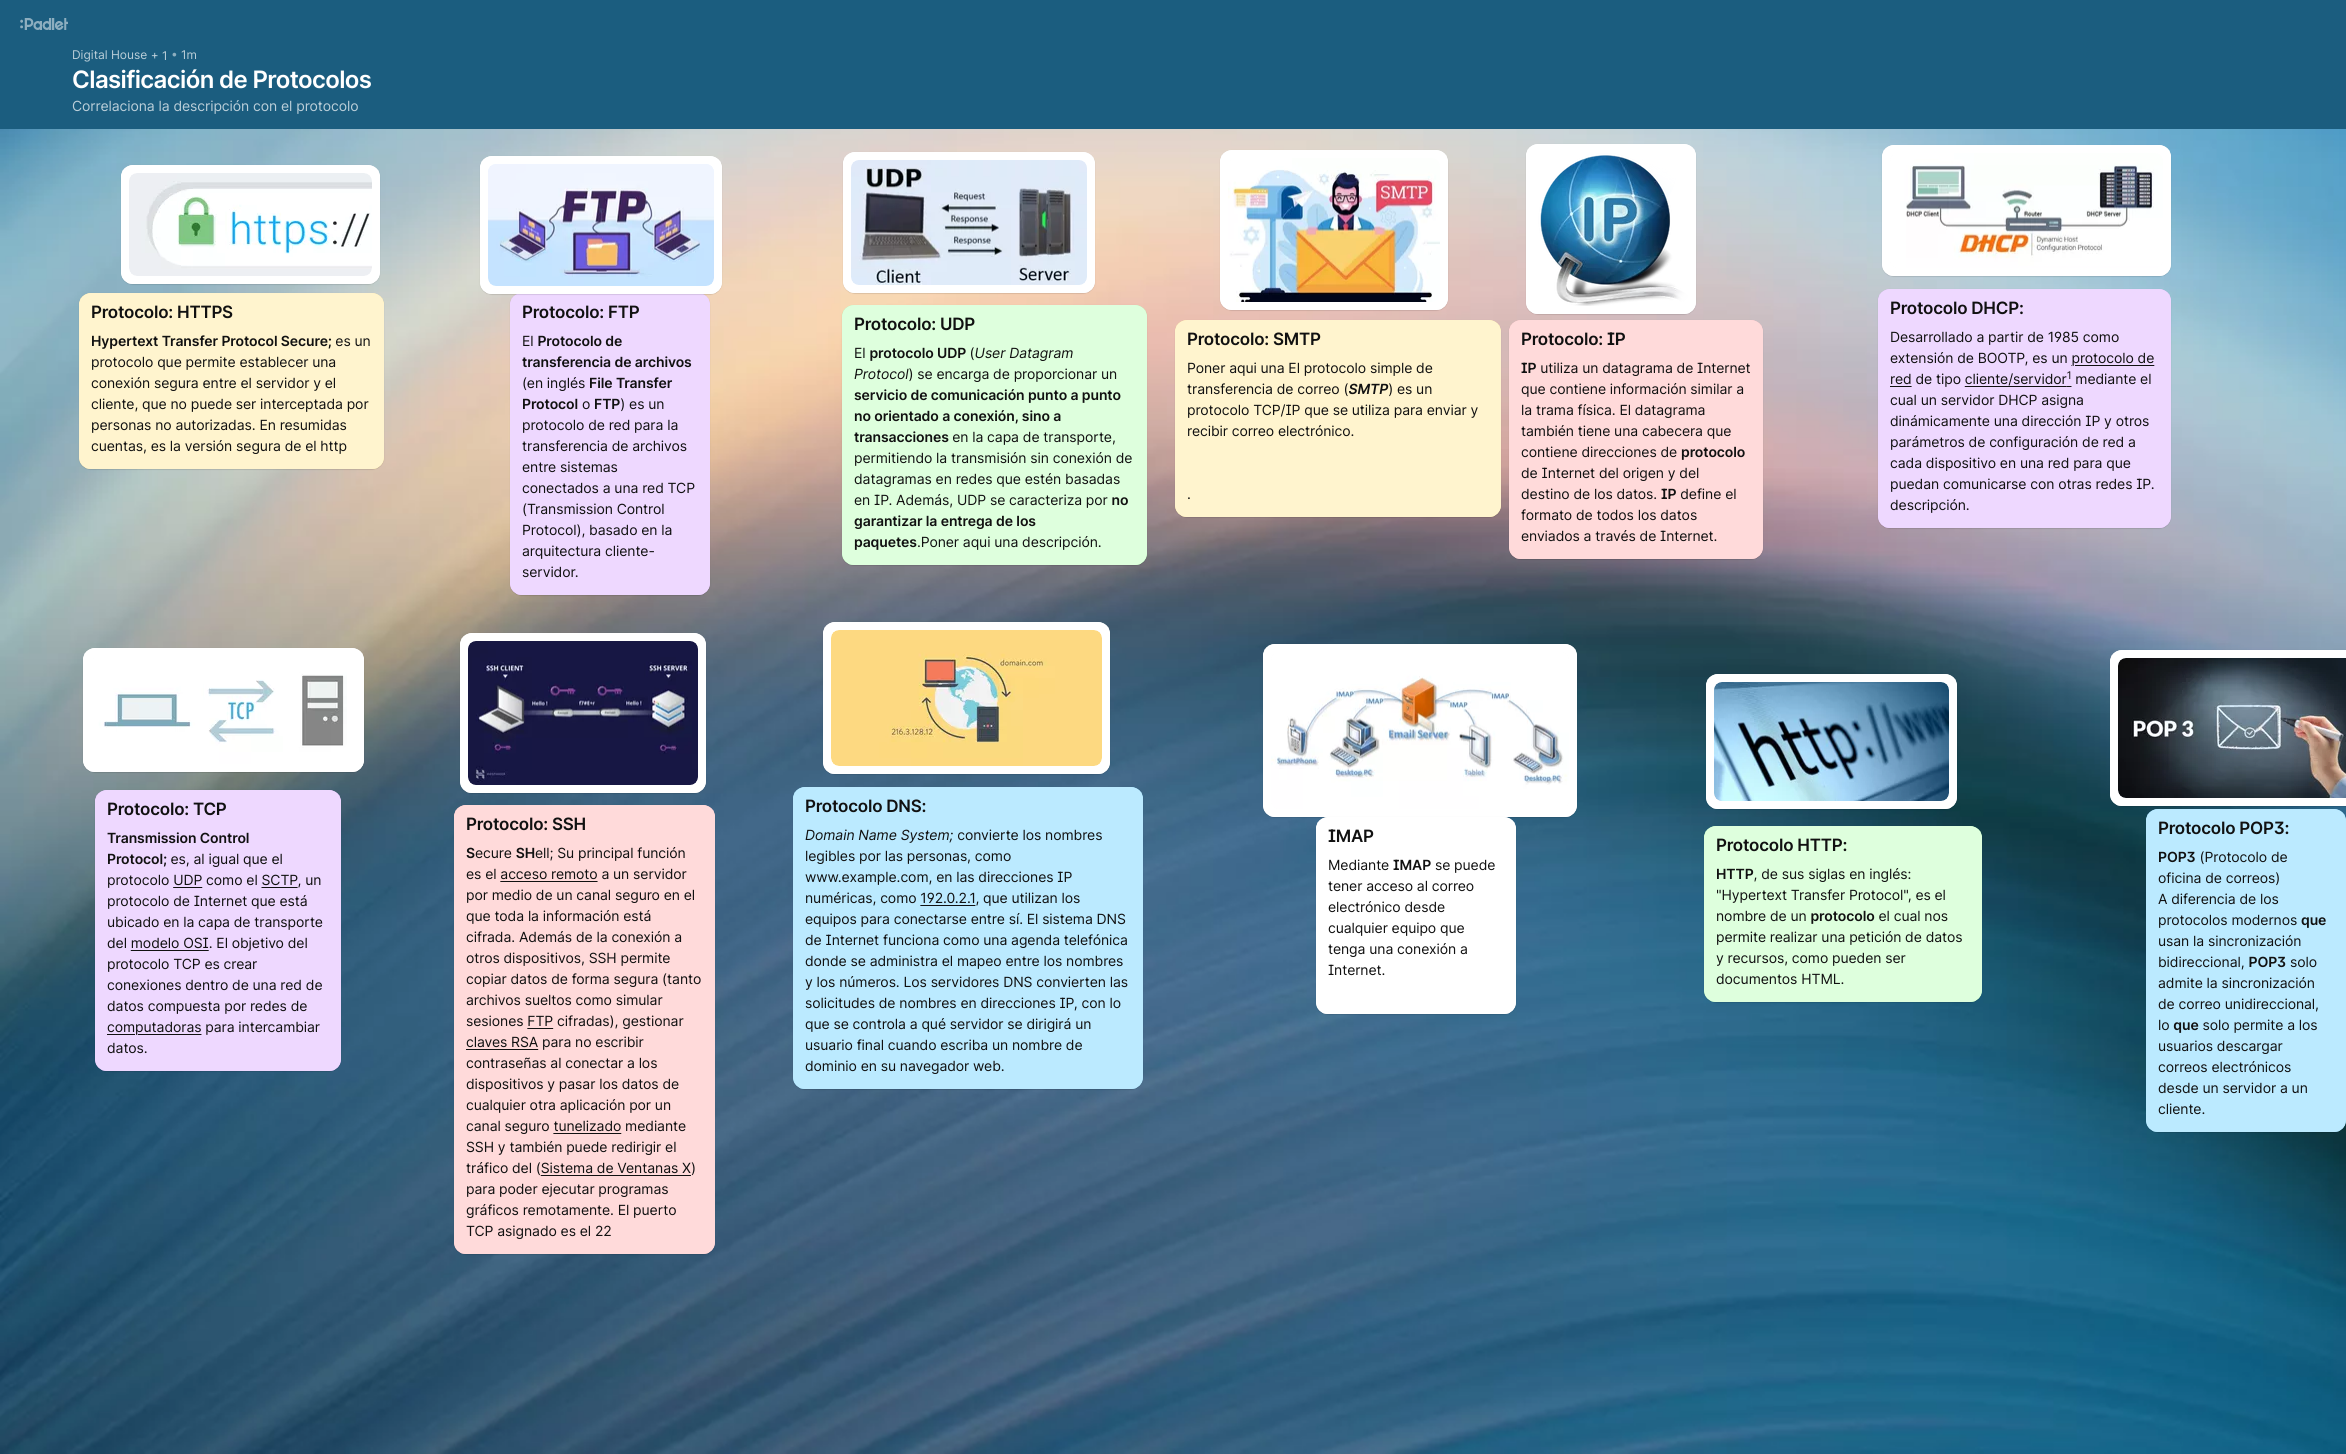 :Padlet
Digital House + 1 • 1m
Clasificación de Protocolos
Correlaciona la descripción con el protocolo
https://
Protocolo: HTTPS
Hypertext Transfer Protocol Secure; es un
protocolo que permite establecer una
conexión segura entre el servidor y el
cliente, que no puede ser interceptada por
personas no autorizadas. En resumidas
cuentas, es la versión segura de el http
FTP
Protocolo: FTP
El Protocolo de
transferencia de archivos
(en inglés File Transfer
Protocol o FTP) es un
protocolo de red para la
transferencia de archivos
entre sistemas
conectados a una red TCP
(Transmission Control
Protocol), basado en la
arquitectura cliente-
servidor.
UDP
Request
Response
Response
Client
Server
Protocolo: UDP
El protocolo UDP (User Datagram
Protocol) se encarga de proporcionar un
servicio de comunicación punto a punto
no orientado a conexión, sino a
transacciones en la capa de transporte,
permitiendo la transmisión sin conexión de
datagramas en redes que estén basadas
en IP. Además, UDP se caracteriza por no
garantizar la entrega de los
paquetes.Poner aqui una descripción.
SMTP
Protocolo: SMTP
Poner aqui una El protocolo simple de
transferencia de correo (SMTP) es un
protocolo TCP/IP que se utiliza para enviar y
recibir correo electrónico.
.
IP
Protocolo: IP
IP utiliza un datagrama de Internet
que contiene información similar a
la trama física. El datagrama
también tiene una cabecera que
contiene direcciones de protocolo
de Internet del origen y del
destino de los datos. IP define el
formato de todos los datos
enviados a través de Internet.
DHCP Client
Router
DHCP Server
DHCP
Dynamic Host
Configuration Protocol
Protocolo DHCP:
Desarrollado a partir de 1985 como
extensión de BOOTP, es un protocolo de
red de tipo cliente/servidor1 mediante el
cual un servidor DHCP asigna
dinámicamente una dirección IP y otros
parámetros de configuración de red a
cada dispositivo en una red para que
puedan comunicarse con otras redes IP.
descripción.
TCP
Protocolo: TCP
Transmission Control
Protocol; es, al igual que el
protocolo UDP como el SCTP, un
protocolo de Internet que está
ubicado en la capa de transporte
del modelo OSI. El objetivo del
protocolo TCP es crear
conexiones dentro de una red de
datos compuesta por redes de
computadoras para intercambiar
datos.
SSH CLIENT
SSH SERVER
Hello !
Hello !
Protocolo: SSH
Secure SHell; Su principal función
es el acceso remoto a un servidor
por medio de un canal seguro en el
que toda la información está
cifrada. Además de la conexión a
otros dispositivos, SSH permite
copiar datos de forma segura (tanto
archivos sueltos como simular
sesiones FTP cifradas), gestionar
claves RSA para no escribir
contraseñas al conectar a los
dispositivos y pasar los datos de
cualquier otra aplicación por un
canal seguro tunelizado mediante
SSH y también puede redirigir el
tráfico del (Sistema de Ventanas X)
para poder ejecutar programas
gráficos remotamente. El puerto
TCP asignado es el 22
domain.com
216.3.128.12
Protocolo DNS:
Domain Name System; convierte los nombres
legibles por las personas, como
www.example.com, en las direcciones IP
numéricas, como 192.0.2.1, que utilizan los
equipos para conectarse entre sí. El sistema DNS
de Internet funciona como una agenda telefónica
donde se administra el mapeo entre los nombres
y los números. Los servidores DNS convierten las
solicitudes de nombres en direcciones IP, con lo
que se controla a qué servidor se dirigirá un
usuario final cuando escriba un nombre de
dominio en su navegador web.
IMAP
IMAP
IMAP
IMAP
Email Server
SmartPhone
Desktop PC
Tablet
Desktop PC
IMAP
Mediante IMAP se puede
tener acceso al correo
electrónico desde
cualquier equipo que
tenga una conexión a
Internet.
http://www
Protocolo HTTP:
HTTP, de sus siglas en inglés:
"Hypertext Transfer Protocol", es el
nombre de un protocolo el cual nos
permite realizar una petición de datos
y recursos, como pueden ser
documentos HTML.
POP 3
Protocolo POP3:
POP3 (Protocolo de
oficina de correos)
A diferencia de los
protocolos modernos que
usan la sincronización
bidireccional, POP3 solo
admite la sincronización
de correo unidireccional,
lo que solo permite a los
usuarios descargar
correos electrónicos
desde un servidor a un
cliente.